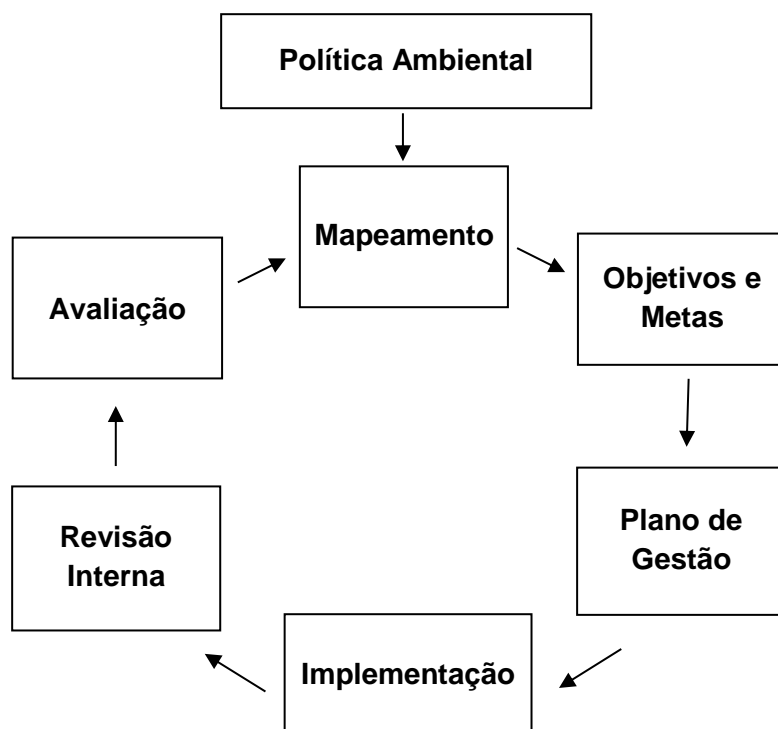 Política Ambiental
Mapeamento
Objetivos e
Metas
Plano de
Gestão
Implementação
Revisão
Interna
Avaliação